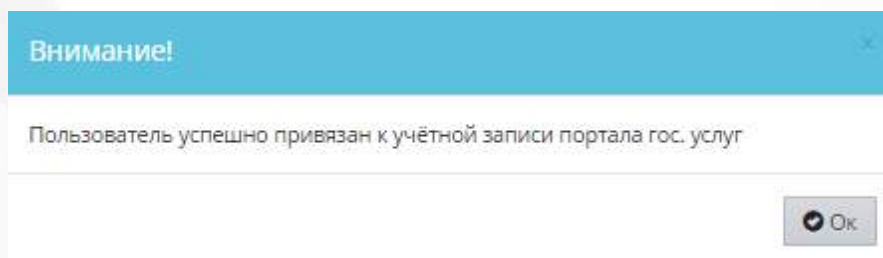 Внимание!
Пользователь успешно привязан к учётной записи портала гос. услуг
Ок